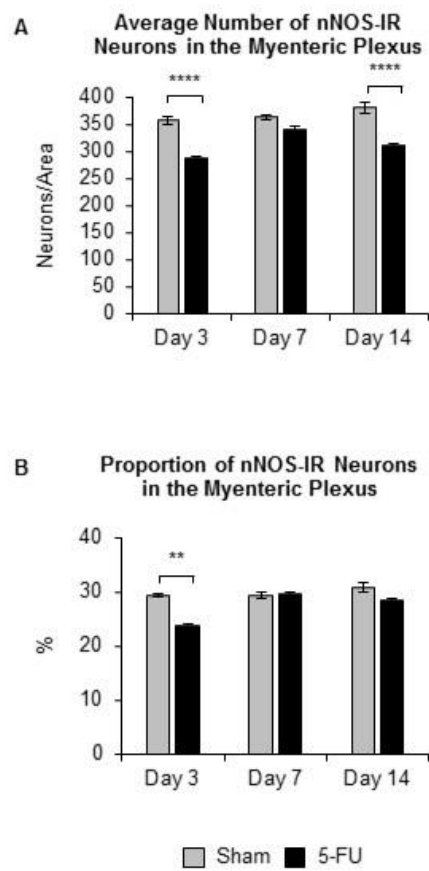 A
Average Number of nNOS-IR
Neurons in the Myenteric Plexus
****
****
400
350
300
250
200
150
100
50
0
Neurons/Area
Day 3 Day 7 Day 14
B
Proportion of nNOS-IR Neurons
in the Myenteric Plexus
**
40
30
20
10
0
%
Day 3 Day 7 Day 14
Sham 5-FU